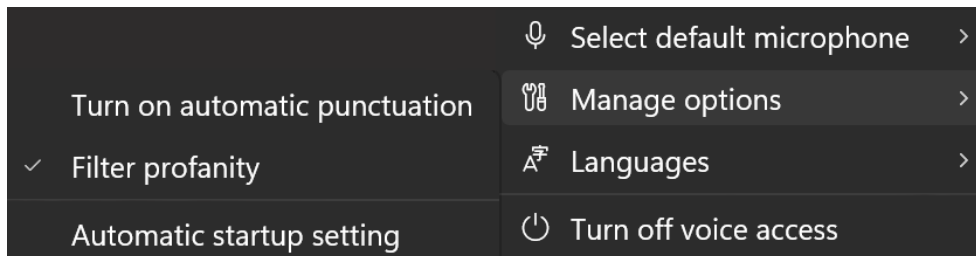 Select default microphone
Manage options
Languages
Turn off voice access
Turn on automatic punctuation
Filter profanity
Automatic startup setting